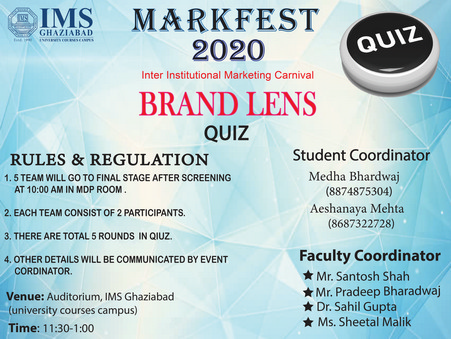 IMS
GHAZIABAD
UNIVERSITY COURSES CAMPUS
MARKFEST
2020
QUIZ
Inter Institutional Marketing Carnival
BRAND LENS
QUIZ
RULES & REGULATION
1. 5 TEAM WILL GO TO FINAL STAGE AFTER SCREENING
AT 10:00 AM IN MDP ROOM .
2. EACH TEAM CONSIST OF 2 PARTICIPANTS.
3. THERE ARE TOTAL 5 ROUNDS IN QIUZ.
4. OTHER DETAILS WILL BE COMMUNICATED BY EVENT
CORDINATOR.
Venue: Auditorium, IMS Ghaziabad
(university courses campus)
Time: 11:30-1:00
Student Coordinator
Medha Bhardwaj
(8874875304)
Aeshanaya Mehta
(8687322728)
Faculty Coordinator
★ Mr. Santosh Shah
★ Mr. Pradeep Bharadwaj
★ Dr. Sahil Gupta
★ Ms. Sheetal Malik